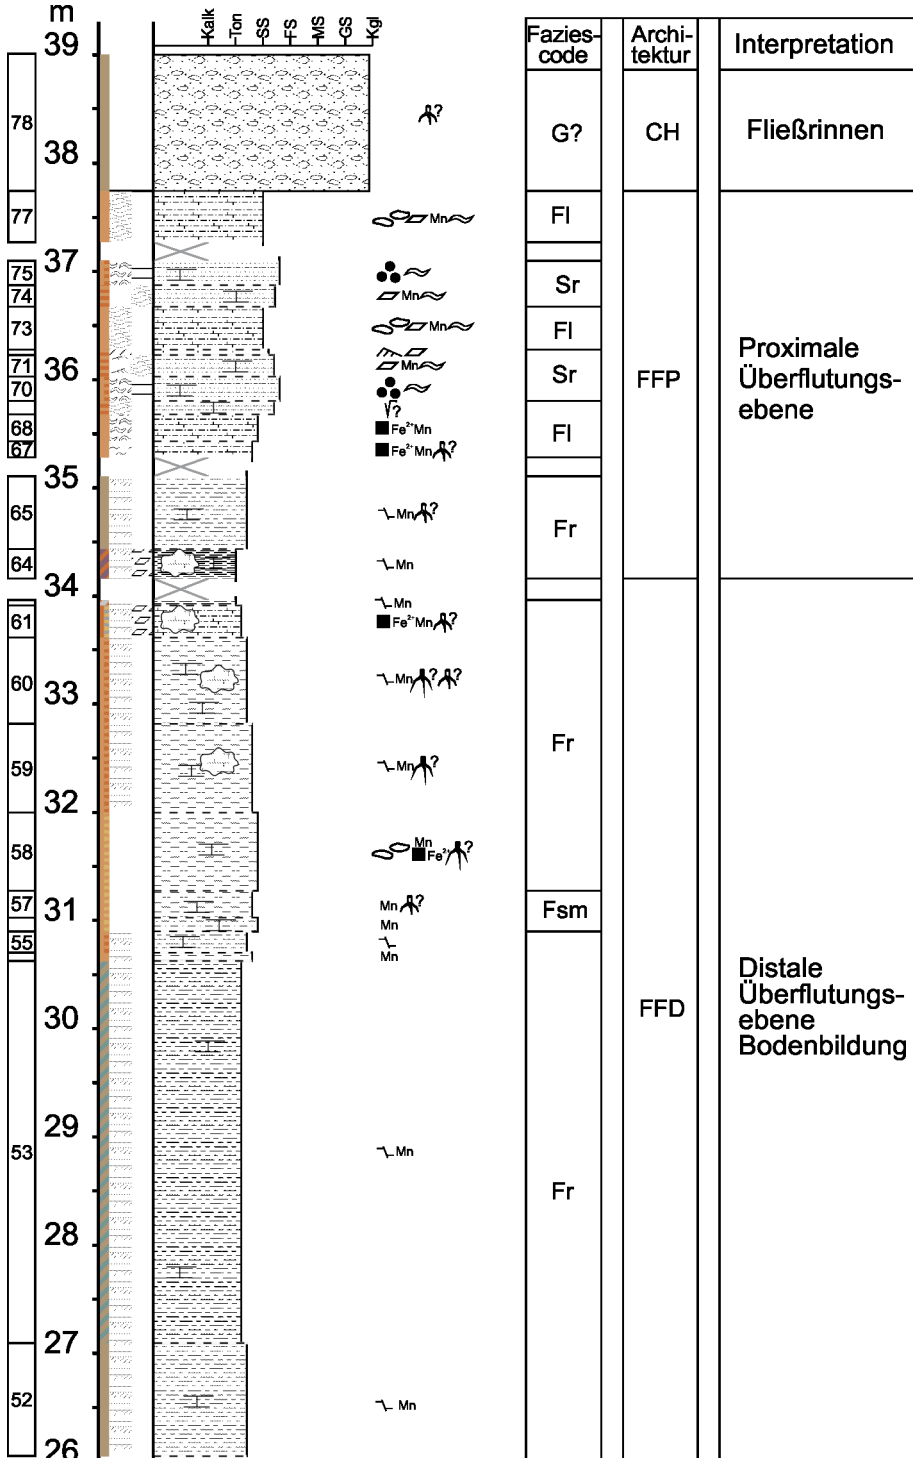 m
Kalk
Ton
SS
FS
MS
GS
Kgl
Fazies-
code
Archi-
tektur
Interpretation
39
78
?
G?
CH
Fließrinnen
38
77
Mn
Fl
37
75
74
Mn
Sr
73
Mn
Fl
36
71
Mn
Sr
70
FFP
Proximale
Überflutungs-
ebene
?
68
Fe²⁺Mn
Fl
67
Fe²⁺Mn ?
35
65
Mn ?
Fr
64
Mn
34
Mn
61
Fe²⁺Mn ?
60
Mn ? ?
33
Fr
59
Mn ?
32
58
Mn
Fe²⁺ ?
57
Mn ?
Fsm
31
Mn
55
Mn
30
FFD
Distale
Überflutungs-
ebene
Bodenbildung
29
53
Mn
Fr
28
27
52
Mn
26